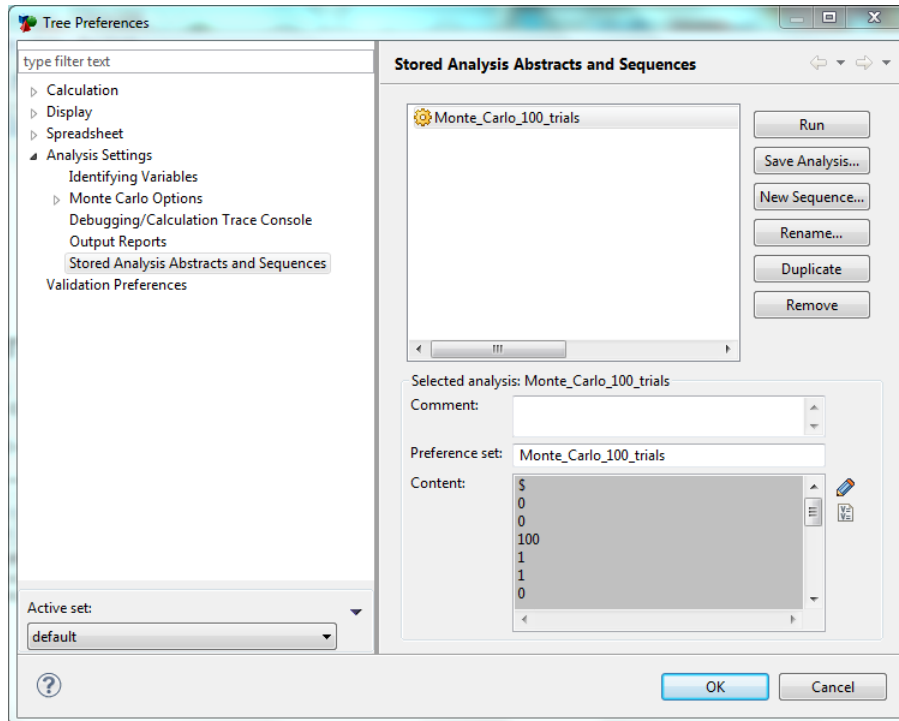 Tree Preferences
type filter text
Calculation
Display
Spreadsheet
Analysis Settings
Identifying Variables
Monte Carlo Options
Debugging/Calculation Trace Console
Output Reports
Stored Analysis Abstracts and Sequences
Validation Preferences
Active set:
default
Stored Analysis Abstracts and Sequences
Monte_Carlo_100_trials
Run
Save Analysis...
New Sequence...
Rename...
Duplicate
Remove
Selected analysis: Monte_Carlo_100_trials
Comment:
Preference set: Monte_Carlo_100_trials
Content:
$
0
0
100
1
1
0
OK
Cancel